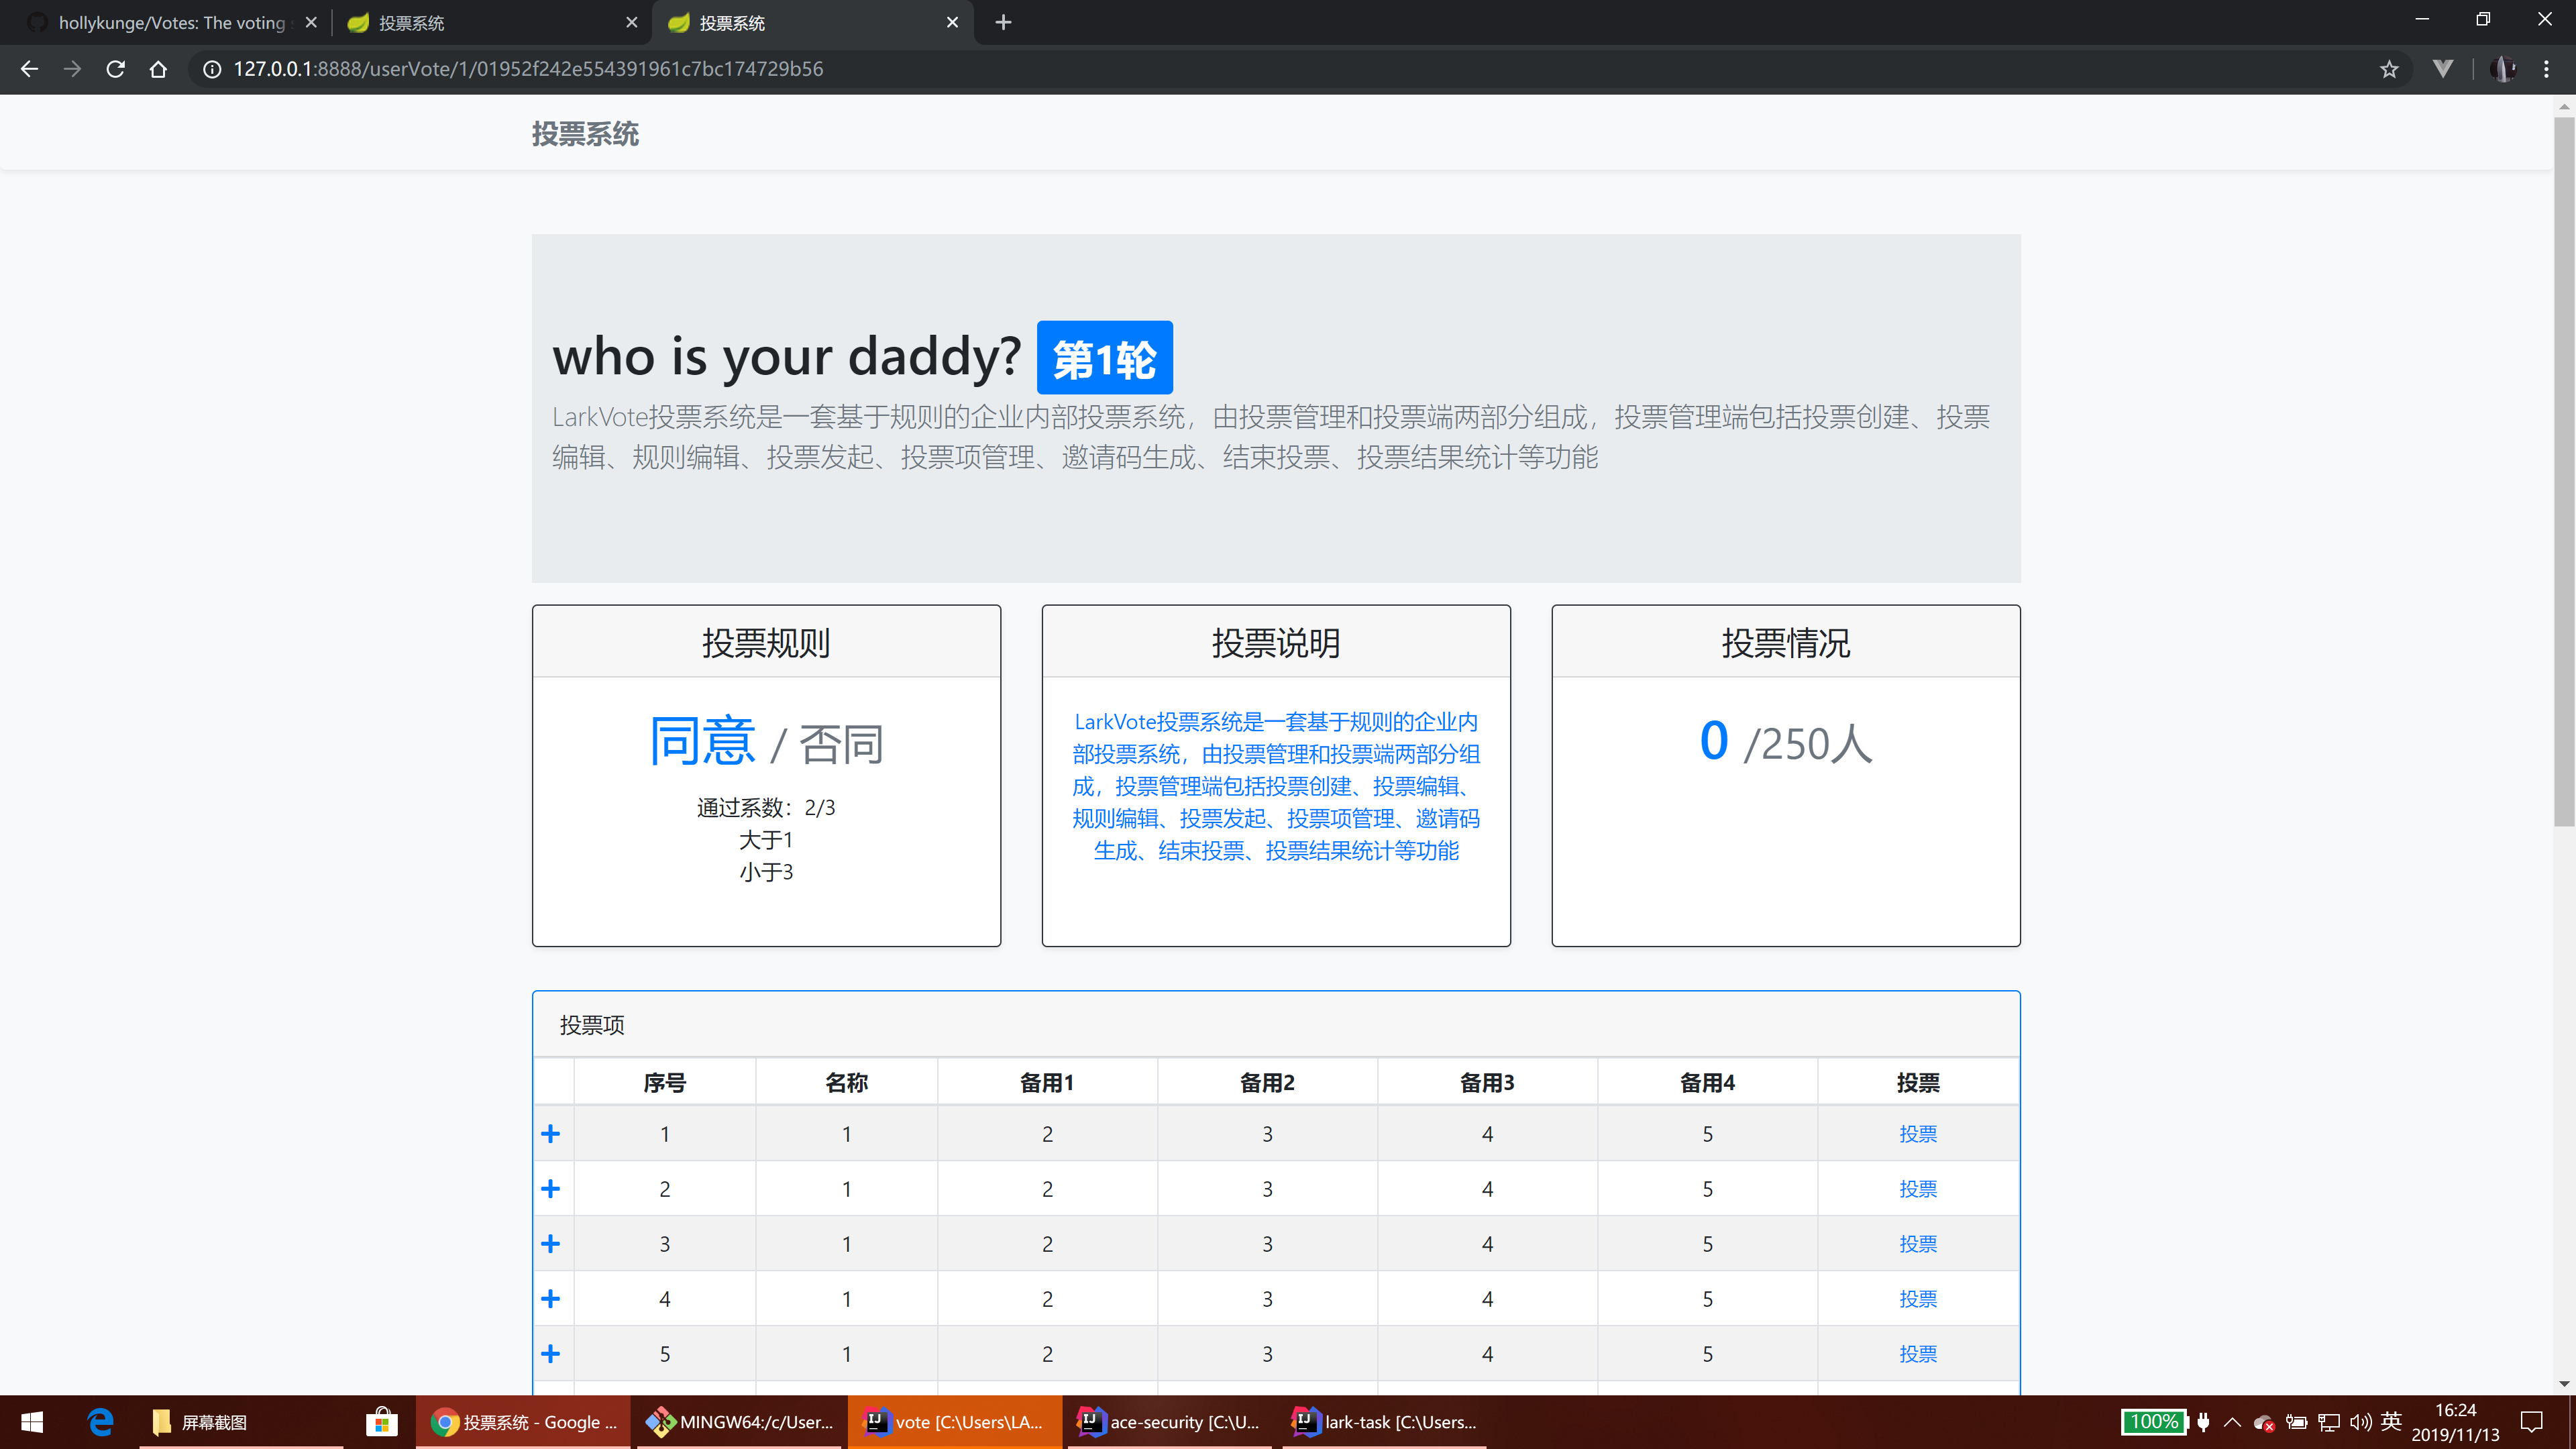 hollykunge/Votes: The voting
投票系统
投票系统
127.0.0.1:8888/userVote/1/01952f242e554391961c7bc174729b56
投票系统
who is your daddy? 第1轮
LarkVote投票系统是一套基于规则的企业内部投票系统，由投票管理和投票端两部分组成，投票管理端包括投票创建、投票
编辑、规则编辑、投票发起、投票项管理、邀请码生成、结束投票、投票结果统计等功能
投票规则
同意 / 否同
通过系数：2/3
大于1
小于3
投票说明
LarkVote投票系统是一套基于规则的企业内
部投票系统，由投票管理和投票端两部分组
成，投票管理端包括投票创建、投票编辑、
规则编辑、投票发起、投票项管理、邀请码
生成、结束投票、投票结果统计等功能
投票情况
0 /250人
投票项
序号 名称 备用1 备用2 备用3 备用4 投票
1 1 2 3 4 5 投票
2 1 2 3 4 5 投票
3 1 2 3 4 5 投票
4 1 2 3 4 5 投票
5 1 2 3 4 5 投票
屏幕截图
投票系统 - Google ...
MINGW64:/c/User...
vote [C:\Users\LA...
ace-security [C:\U...
lark-task [C:\Users...
100%
英
16:24
2019/11/13